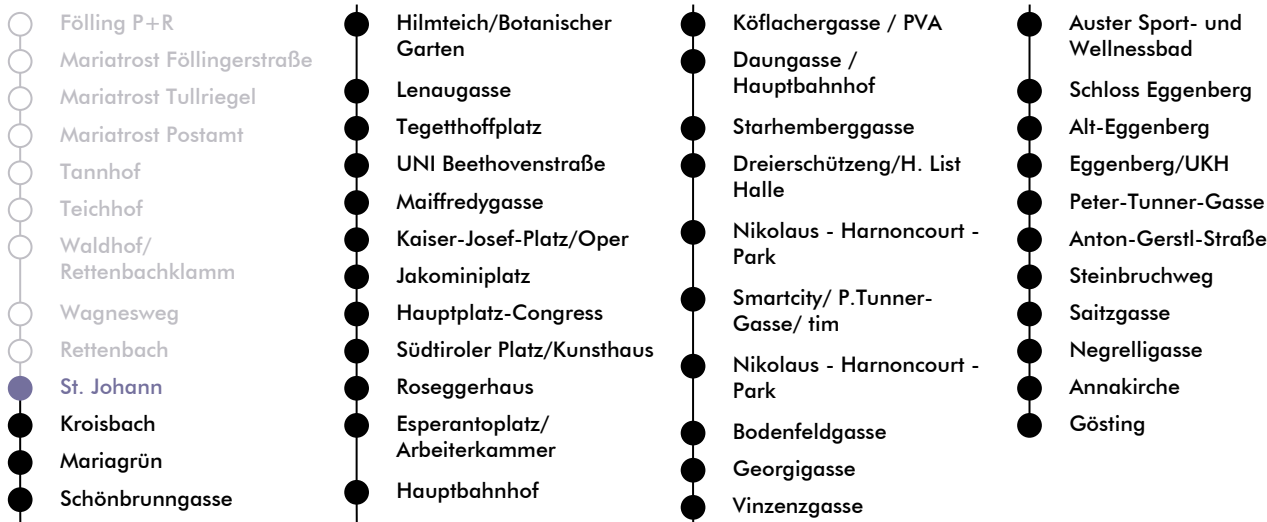 Fölling P+R
Mariatrost Föllingerstraße
Mariatrost Tullriegel
Mariatrost Postamt
Tannhof
Teichhof
Waldhof/
Rettenbachklamm
Wagnesweg
Rettenbach
St. Johann
Kroisbach
Mariagrün
Schönbrunngasse
Hilmteich/Botanischer
Garten
Lenaugasse
Tegetthoffplatz
UNI Beethovenstraße
Maiffredygasse
Kaiser-Josef-Platz/Oper
Jakominiplatz
Hauptplatz-Congress
Südtiroler Platz/Kunsthaus
Roseggerhaus
Esperantoplatz/
Arbeiterkammer
Hauptbahnhof
Köflachergasse / PVA
Daungasse /
Hauptbahnhof
Starhemberggasse
Dreierschützeng/H. List
Halle
Nikolaus - Harnoncourt -
Park
Smartcity/ P.Tunner-
Gasse/ tim
Nikolaus - Harnoncourt -
Park
Bodenfeldgasse
Georgigasse
Vinzenzgasse
Auster Sport- und
Wellnessbad
Schloss Eggenberg
Alt-Eggenberg
Eggenberg/UKH
Peter-Tunner-Gasse
Anton-Gerstl-Straße
Steinbruchweg
Saitzgasse
Negrelligasse
Annakirche
Gösting